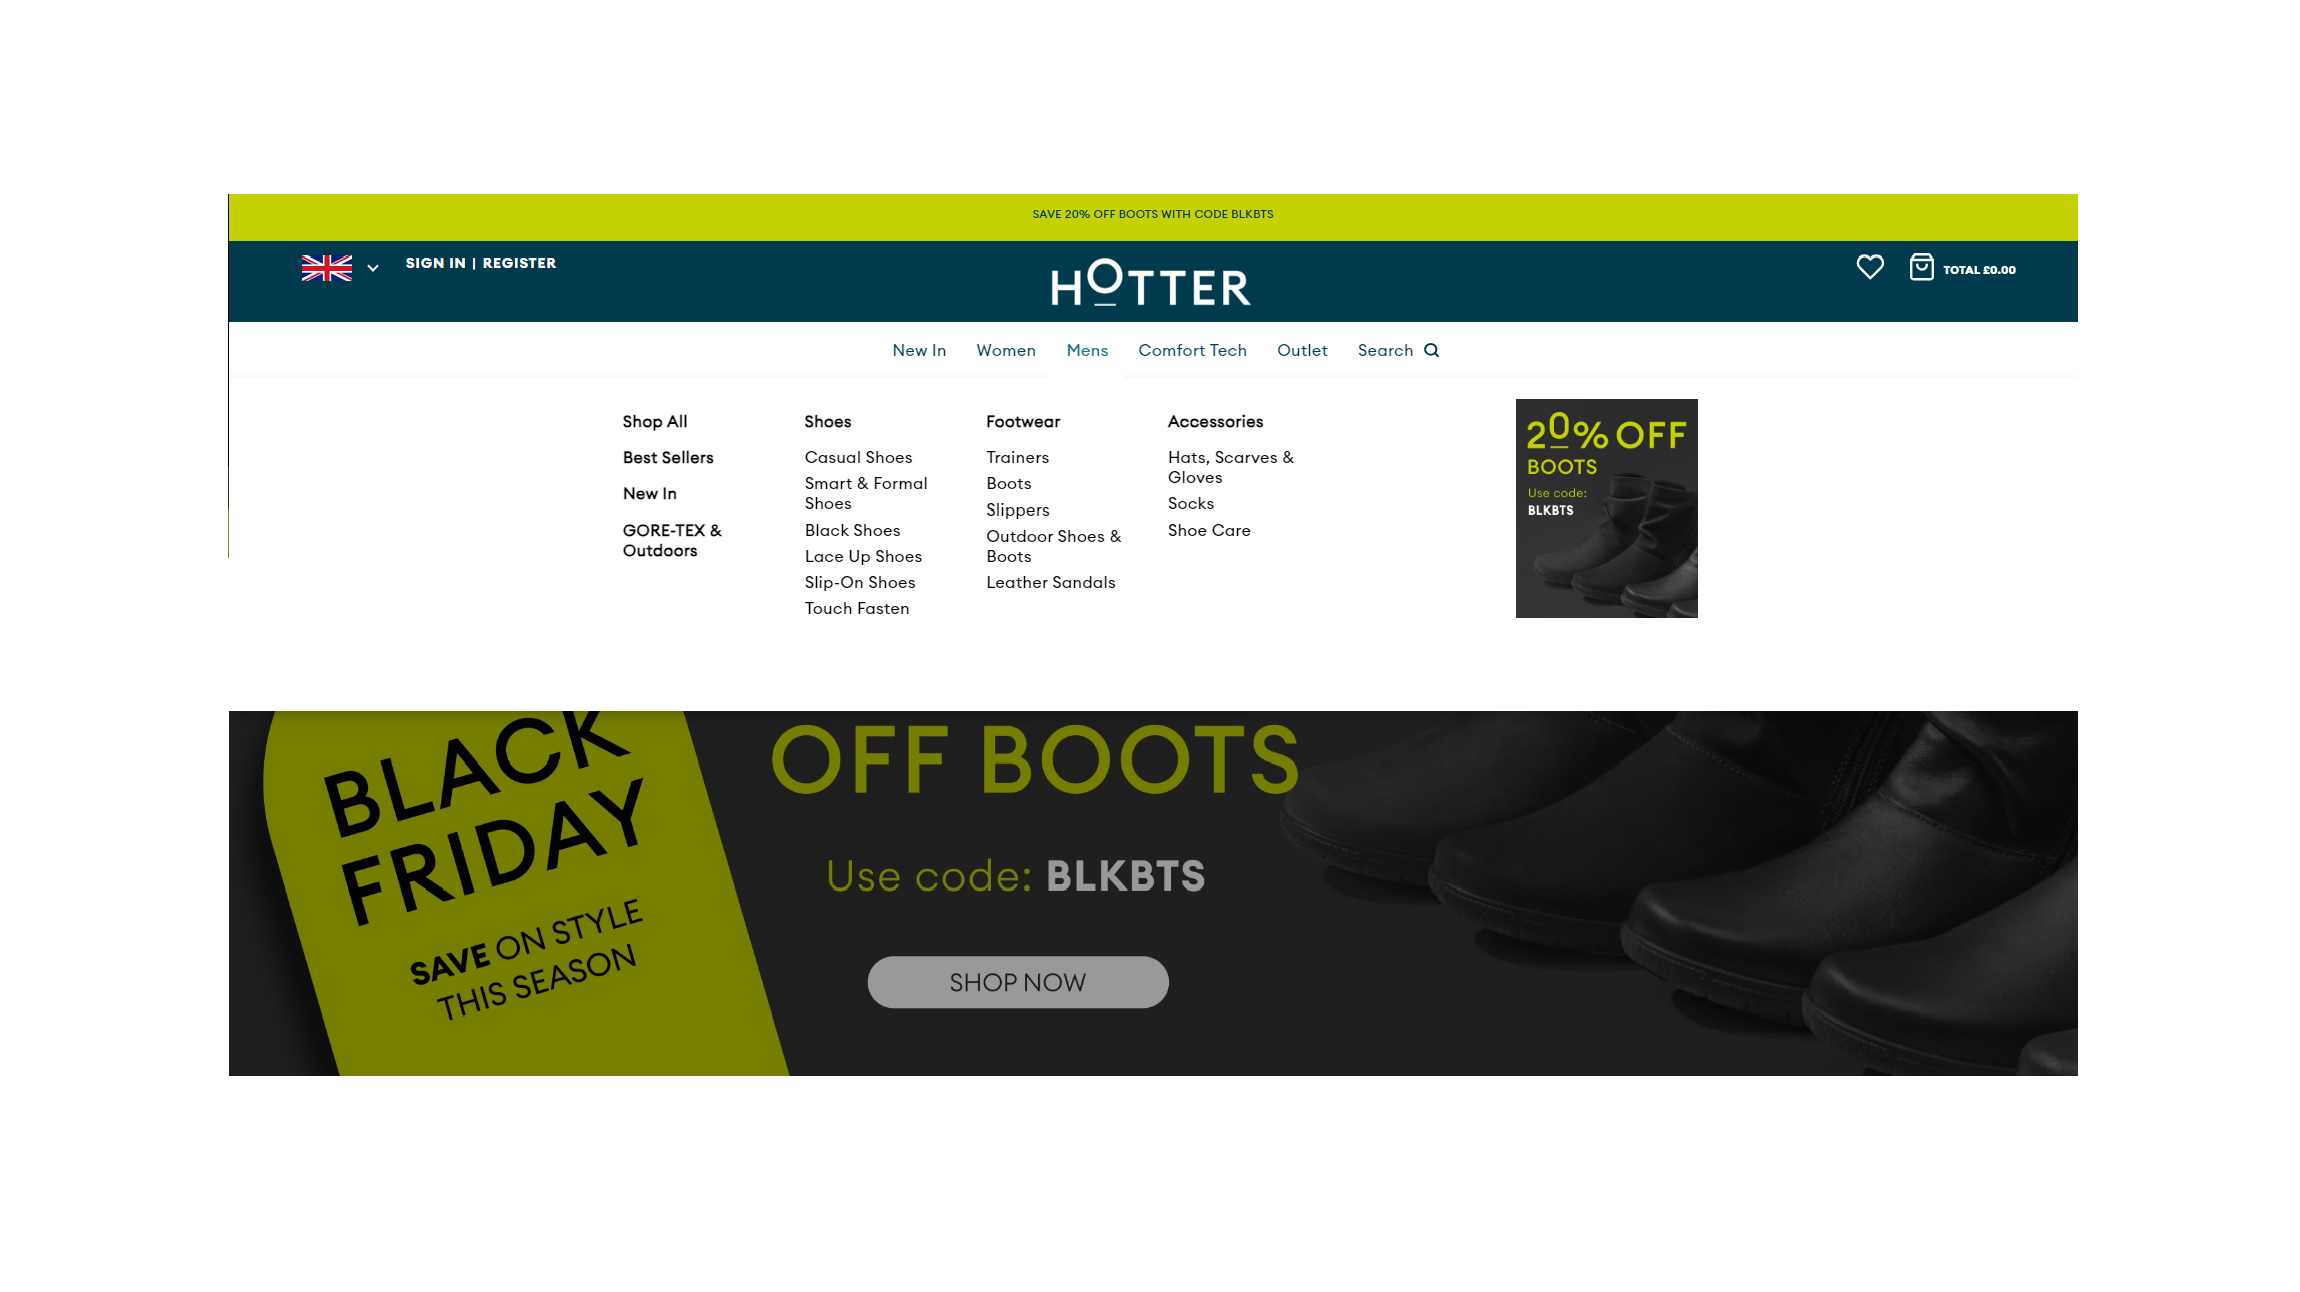 SAVE 20% OFF BOOTS WITH CODE BLKBTS
SIGN IN | REGISTER
HOTTER
TOTAL £0.00
New In Women Mens Comfort Tech Outlet Search
Shop All
Best Sellers
New In
GORE-TEX &
Outdoors
Shoes
Casual Shoes
Smart & Formal
Shoes
Black Shoes
Lace Up Shoes
Slip-On Shoes
Touch Fasten
Footwear
Trainers
Boots
Slippers
Outdoor Shoes &
Boots
Leather Sandals
Accessories
Hats, Scarves &
Gloves
Socks
Shoe Care
20% OFF
BOOTS
Use code:
BLKBTS
BLACK
FRIDAY
SAVE ON STYLE
THIS SEASON
OFF BOOTS
Use code: BLKBTS
SHOP NOW